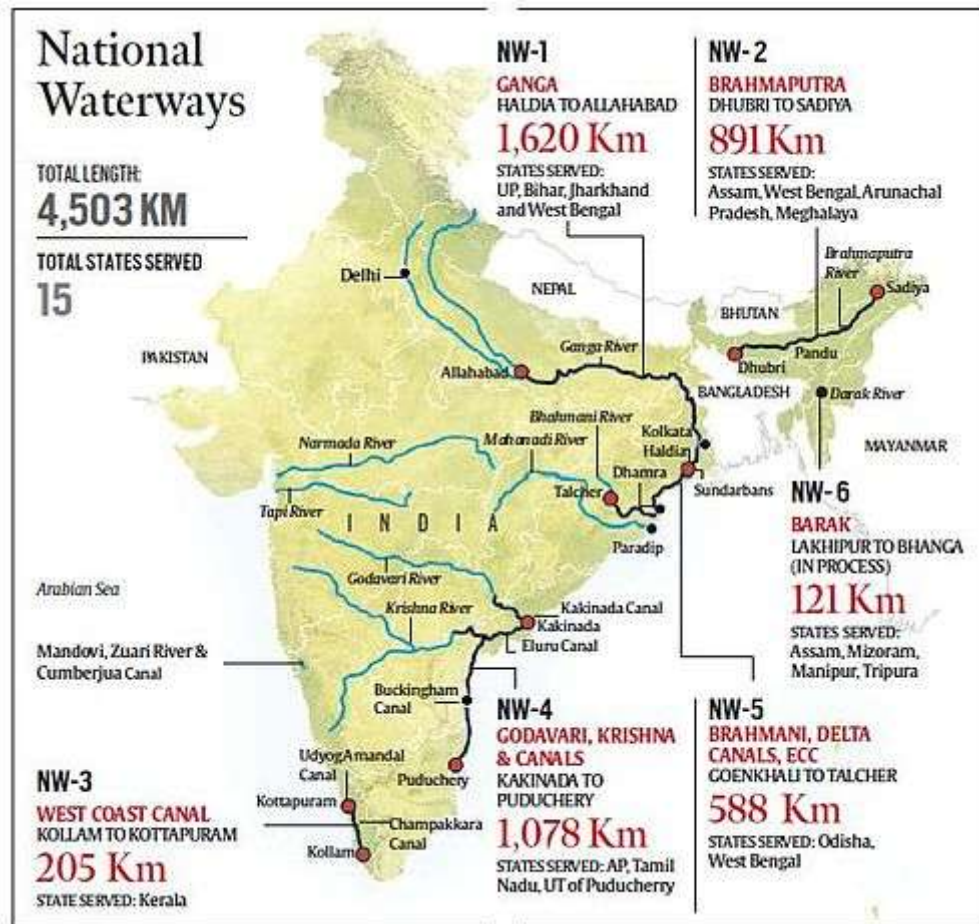 National
Waterways
TOTAL LENGTH:
4,503 KM
TOTAL STATES SERVED
15
NW-1
GANGA
HALDIA TO ALLAHABAD
1,620 Km
STATES SERVED:
UP, Bihar, Jharkhand
and West Bengal
NW-2
BRAHMAPUTRA
DHUBRI TO SADIYA
891 Km
STATES SERVED:
Assam, West Bengal, Arunachal
Pradesh, Meghalaya
Brahmaputra
River
Sadiya
Delhi
NEPAL
BHUTAN
PAKISTAN
Ganga River
Pandu
Dhubri
Allahabad
BANGLADESH
Darak River
Bhahmani River
Kolkata
Narmada River
Mahanadi River
Haldia
MAYANMAR
Dhamra
Talcher
Sundarbans
Tapi River
INDIA
Paradip
NW-6
BARAK
LAKHIPUR TO BHANGA
(IN PROCESS)
121 Km
STATES SERVED:
Assam, Mizoram,
Manipur, Tripura
Arabian Sea
Godavari River
Krishna River
Kakinada Canal
Kakinada
Eluru Canal
Mandovi, Zuari River &
Cumberjua Canal
Buckingham
Canal
NW-4
GODAVARI, KRISHNA
& CANALS
KAKINADA TO
PUDUCHERY
1,078 Km
STATES SERVED: AP, Tamil
Nadu, UT of Puducherry
NW-5
BRAHMANI, DELTA
CANALS, ECC
GOENKHALI TO TALCHER
588 Km
STATES SERVED: Odisha,
West Bengal
UdyogAmandal
Canal
Puduchery
Kottapuram
Champakkara
Canal
Kollam
NW-3
WEST COAST CANAL
KOLLAM TO KOTTAPURAM
205 Km
STATE SERVED: Kerala